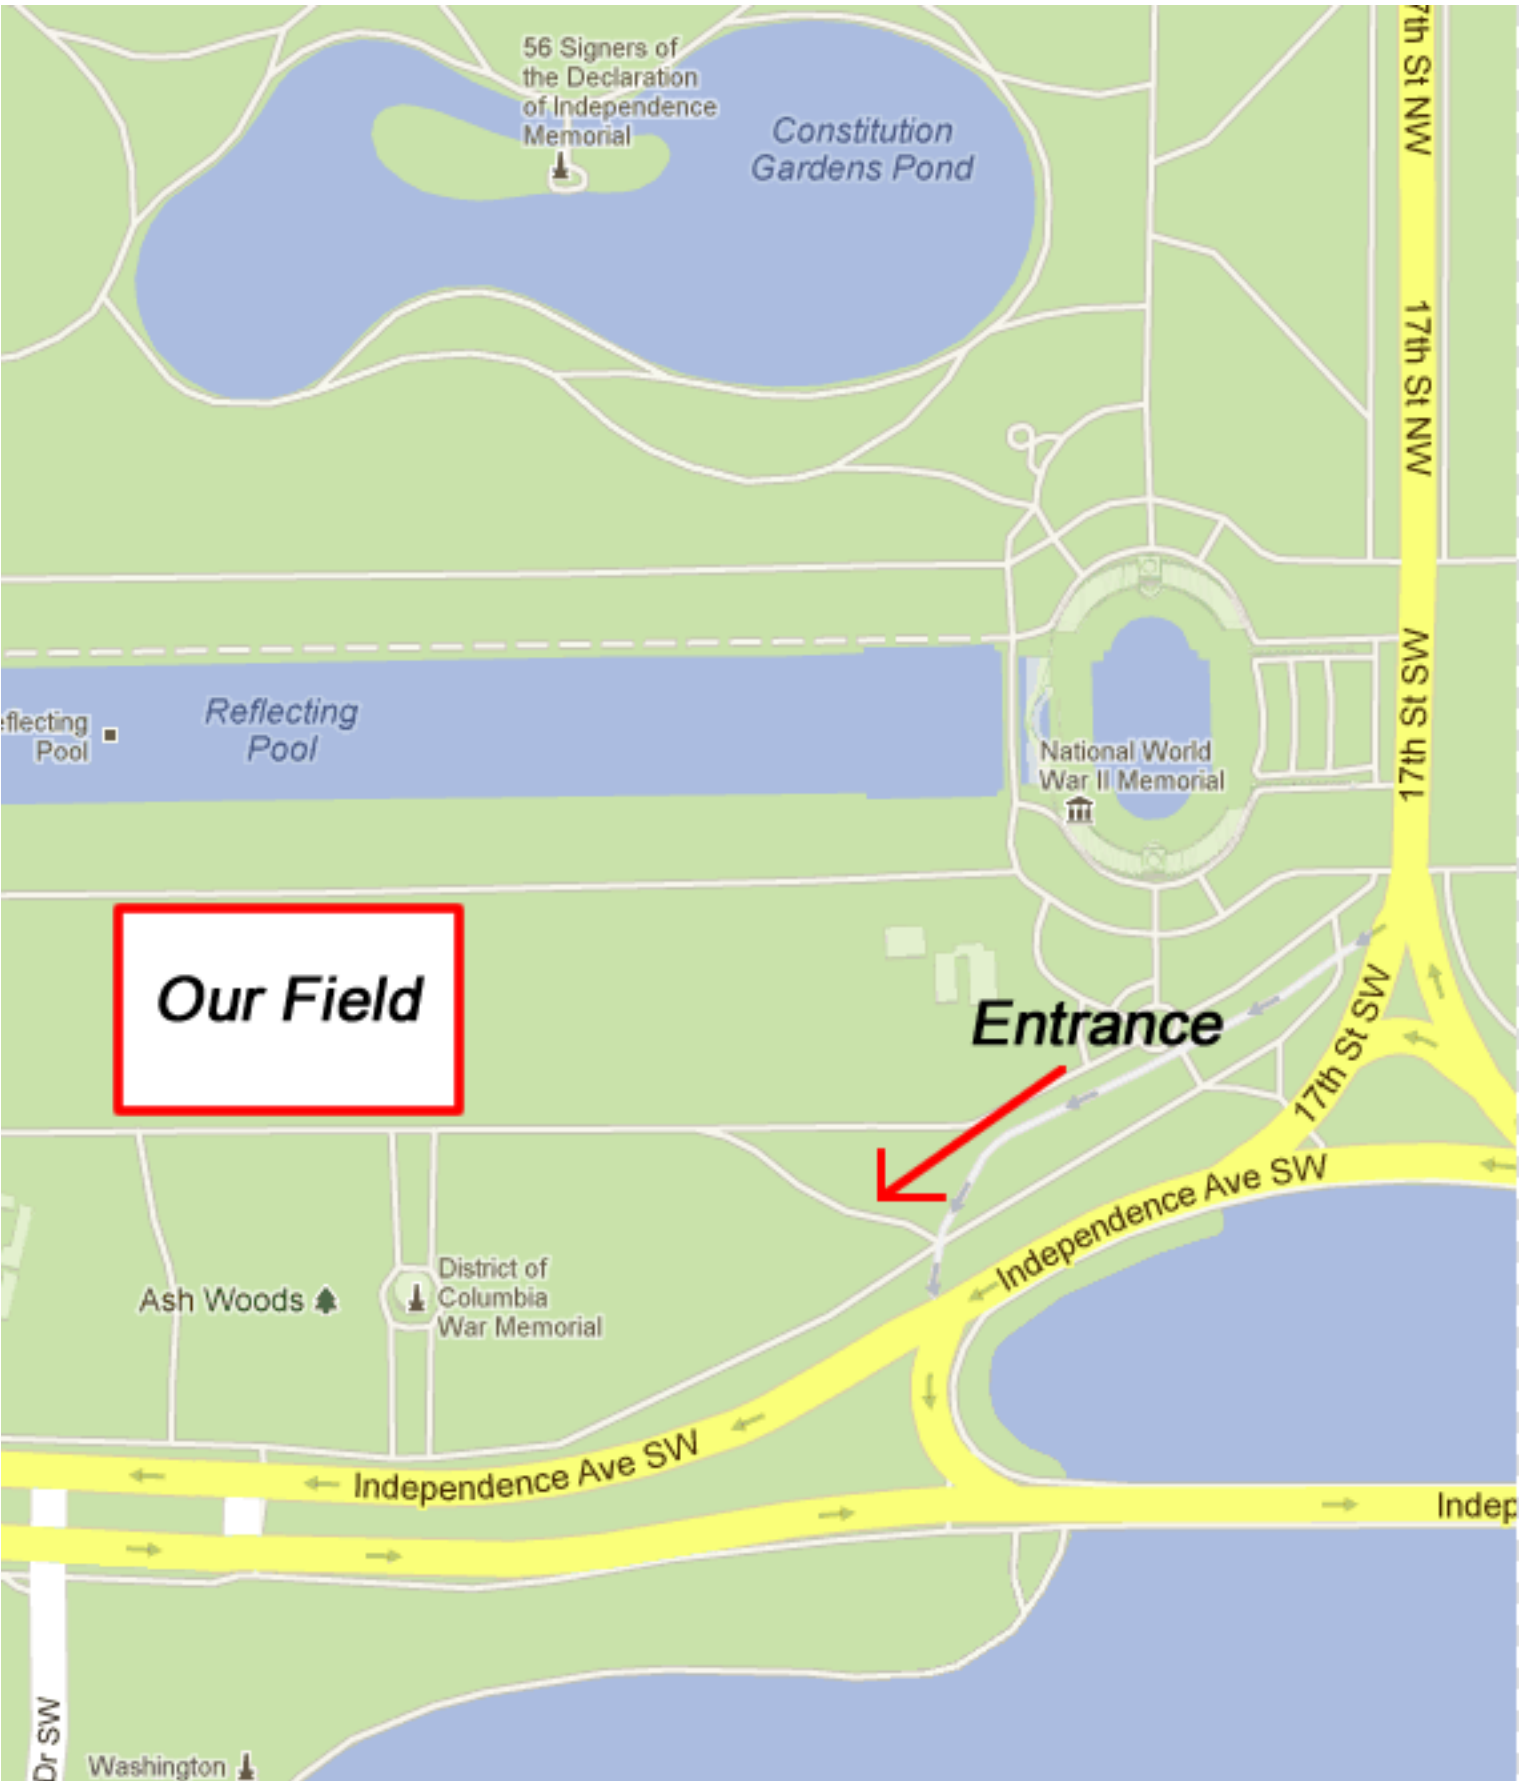 56 Signers of
the Declaration
of Independence
Memorial
Constitution
Gardens Pond
7th St NW
17th St NW
17th St SW
Reflecting
Pool
eflecting
Pool
National World
War II Memorial
Our Field
Entrance
17th St SW
Independence Ave SW
District of
Columbia
War Memorial
Ash Woods
Independence Ave SW
Indep
Dr SW
Washington